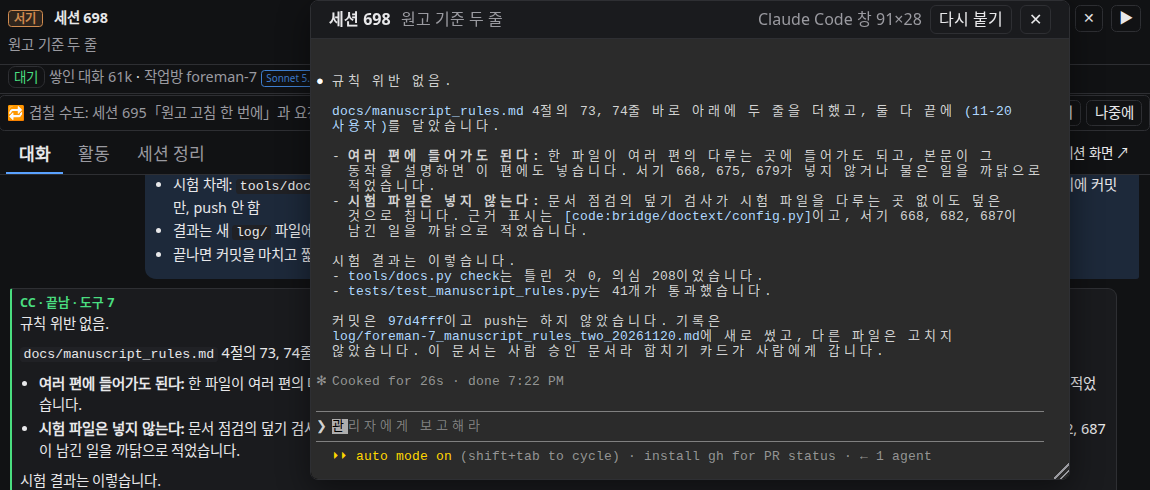 서기 세션 698
원고 기준 두 줄
대기 쌓인 대화 61k · 작업방 foreman-7 Sonnet 5.
🔁 겹칠 수도: 세션 695「원고 고침 한 번에」과 요
나중에
대화 활동 세션 정리
션 화면 ↗
• 시험 차례: tools/doc
에 커밋
만, push 안 함
• 결과는 새 log/ 파일에
• 끝나면 커밋을 마치고 짧
CC · 끝남 · 도구 7
규칙 위반 없음.
docs/manuscript_rules.md 4절의 73, 74줄
• 여러 편에 들어가도 된다: 한 파일이 여러 편의
적었
습니다.
• 시험 파일은 넣지 않는다: 문서 점검의 덮기 검사
2, 687
이 남긴 일을 까닭으로 적었습니다.
시험 결과는 이렇습니다.
세션 698 원고 기준 두 줄 Claude Code 창 91×28 다시 붙기 ✕
✕ ▶
● 규칙 위반 없음.
docs/manuscript_rules.md 4절의 73, 74줄 바로 아래에 두 줄을 더했고, 둘 다 끝에 (11-20
사용자)를 달았습니다.
- 여러 편에 들어가도 된다: 한 파일이 여러 편의 다루는 곳에 들어가도 되고, 본문이 그
동작을 설명하면 이 편에도 넣습니다. 서기 668, 675, 679가 넣지 않거나 물은 일을 까닭으로
적었습니다.
- 시험 파일은 넣지 않는다: 문서 점검의 덮기 검사가 시험 파일을 다루는 곳 없이도 덮은
것으로 칩니다. 근거 표시는 [code:bridge/doctext/config.py]이고, 서기 668, 682, 687이
남긴 일을 까닭으로 적었습니다.
시험 결과는 이렇습니다.
- tools/docs.py check는 틀린 것 0, 의심 208이었습니다.
- tests/test_manuscript_rules.py는 41개가 통과했습니다.
커밋은 97d4fff이고 push는 하지 않았습니다. 기록은
log/foreman-7_manuscript_rules_two_20261120.md에 새로 썼고, 다른 파일은 고치지
않았습니다. 이 문서는 사람 승인 문서라 합치기 카드가 사람에게 갑니다.
✻ Cooked for 26s · done 7:22 PM
❯ 관리자에게 보고해라
⏵⏵ auto mode on (shift+tab to cycle) · install gh for PR status · ← 1 agent